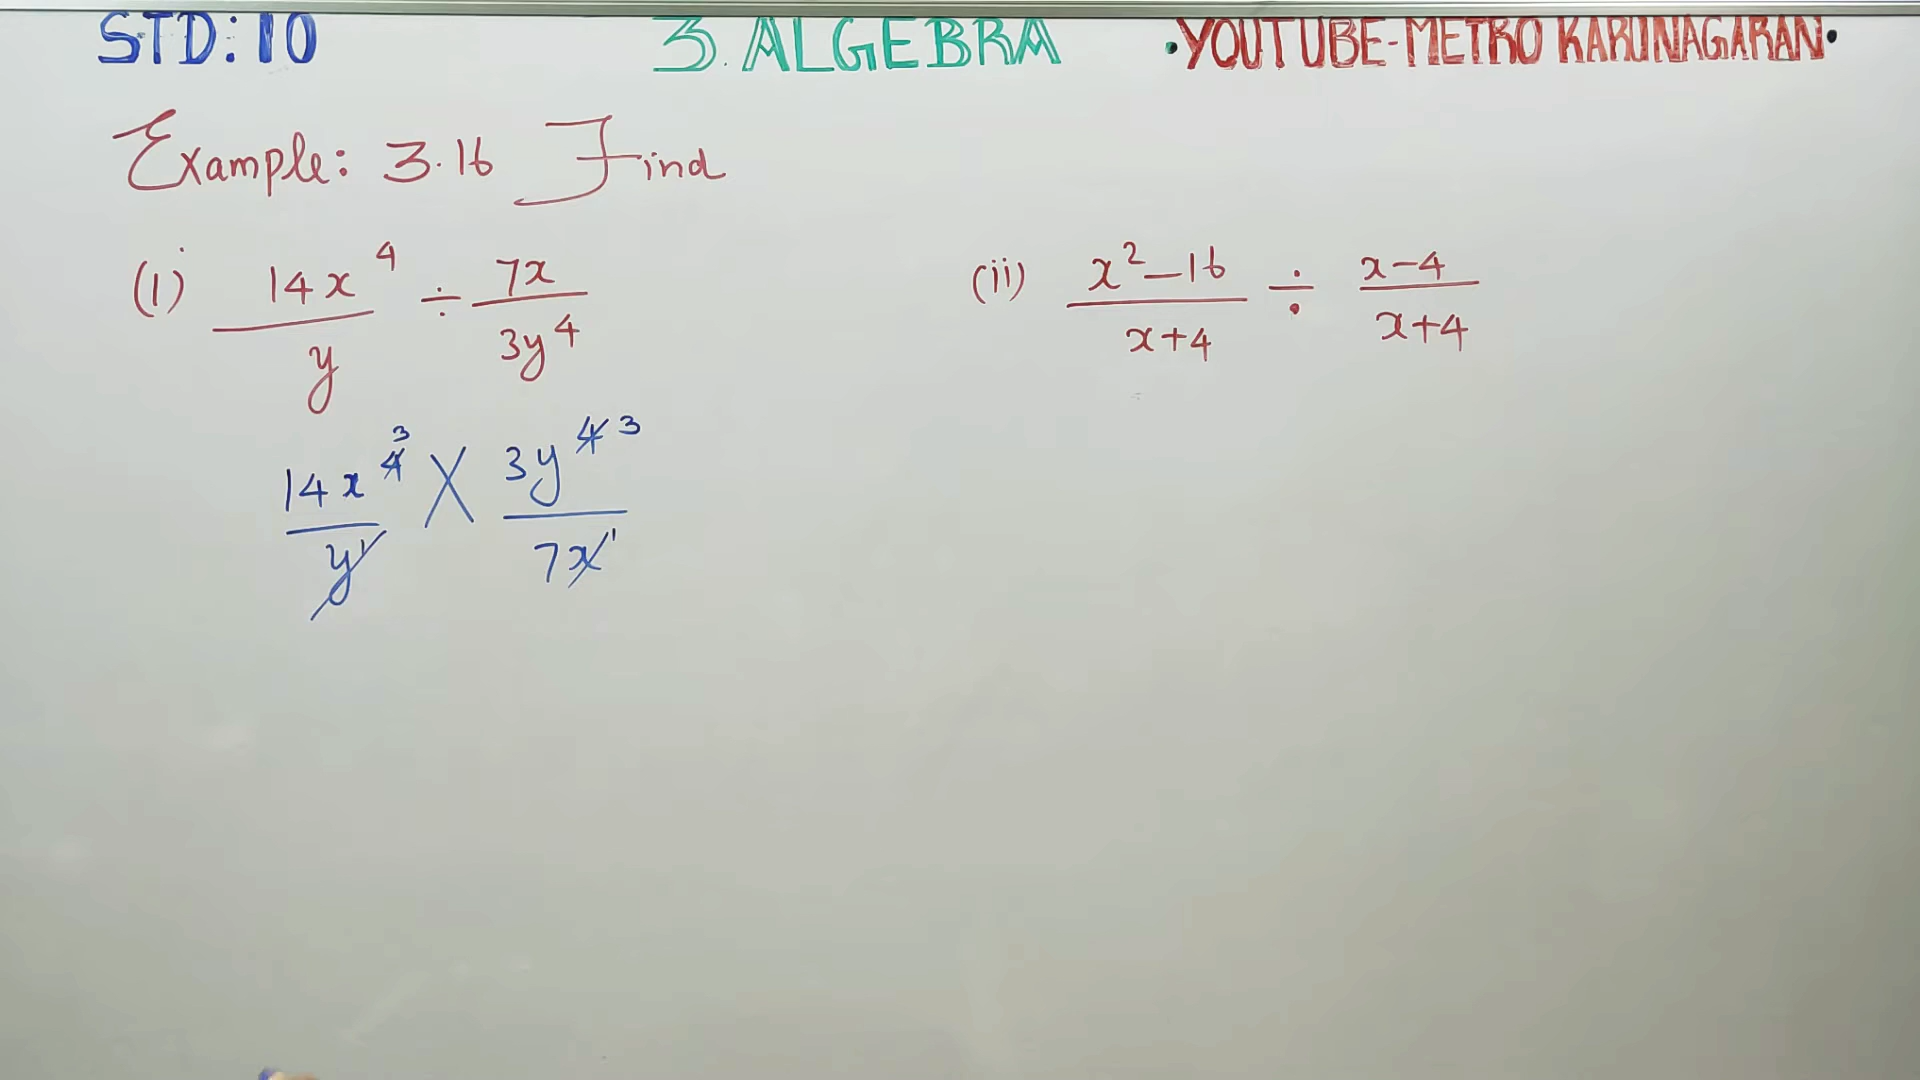 STD: 10 3. ALGEBRA •YOUTUBE-METRO KARUNAGARAN•
Example: 3.16 Find
(i) 14x^4/y ÷ 7x/3y^4 (ii) x^2-16/x+4 ÷ x-4/x+4
14x^4 3/y^1 X 3y^4 3/7x^1